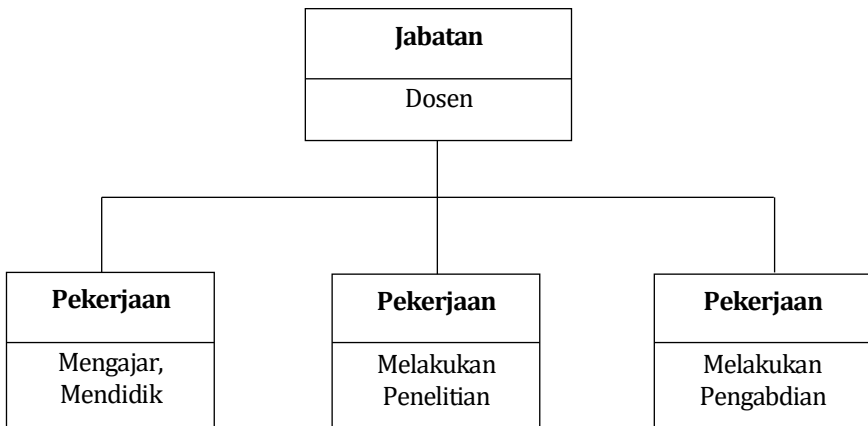 Jabatan
Dosen
Pekerjaan
Mengajar,
Mendidik
Pekerjaan
Melakukan
Penelitian
Pekerjaan
Melakukan
Pengabdian